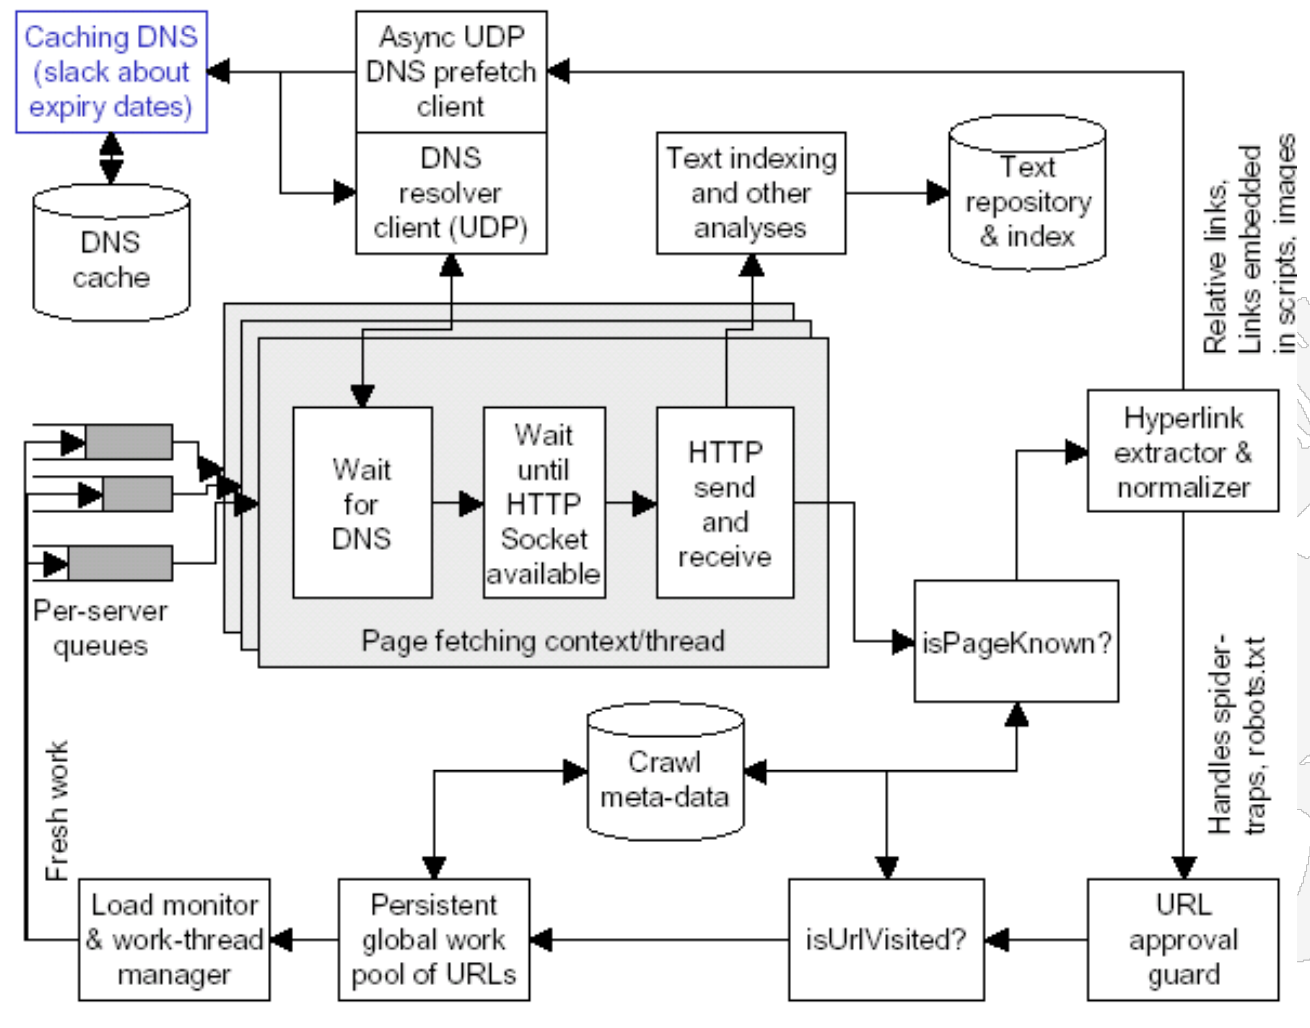 Caching DNS
(slack about
expiry dates)
Async UDP
DNS prefetch
client
DNS
resolver
client (UDP)
DNS
cache
Text indexing
and other
analyses
Text
repository
& index
Relative links,
Links embedded
in scripts, images
Hyperlink
extractor &
normalizer
Wait
for
DNS
Wait
until
HTTP
Socket
available
HTTP
send
and
receive
Page fetching context/thread
Per-server
queues
isPageKnown?
Handles spider-
traps, robots.txt
Crawl
meta-data
Fresh work
Load monitor
& work-thread
manager
Persistent
global work
pool of URLs
isUrlVisited?
URL
approval
guard